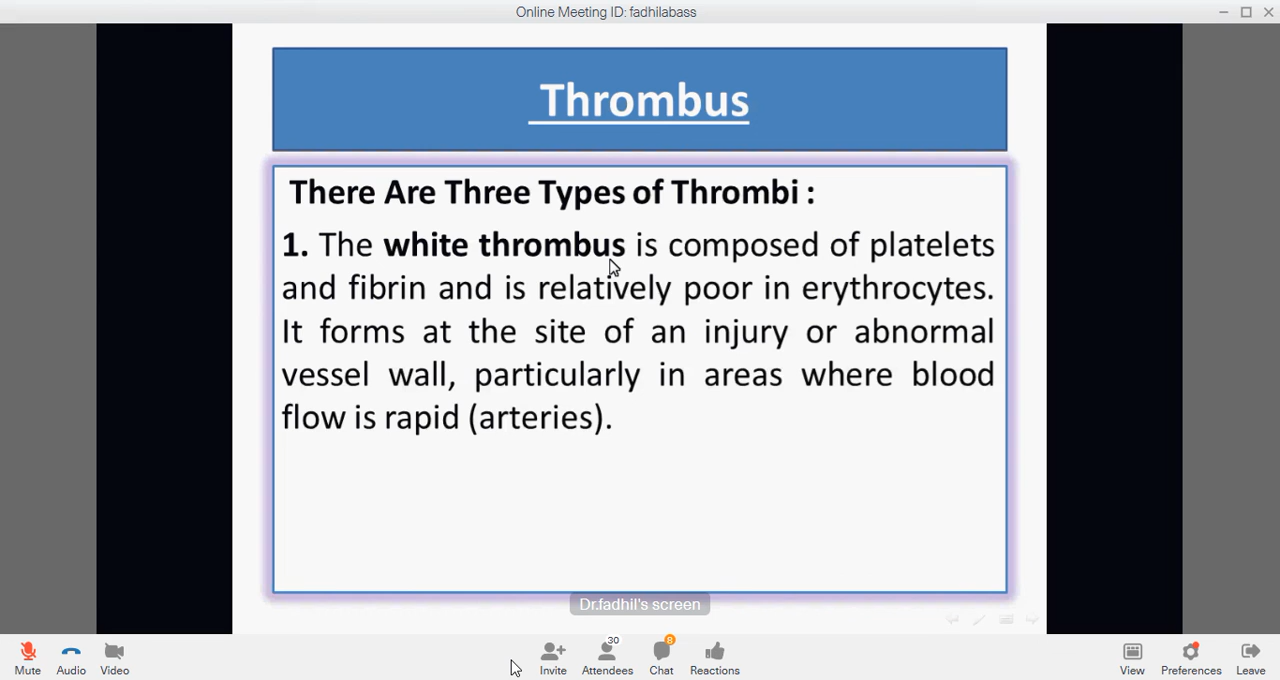 Online Meeting ID: fadhilabass
Thrombus
There Are Three Types of Thrombi :
1. The white thrombus is composed of platelets
and fibrin and is relatively poor in erythrocytes.
It forms at the site of an injury or abnormal
vessel wall, particularly in areas where blood
flow is rapid (arteries).
Dr.fadhil's screen
30
8
Mute Audio Video Invite Attendees Chat Reactions View Preferences Leave